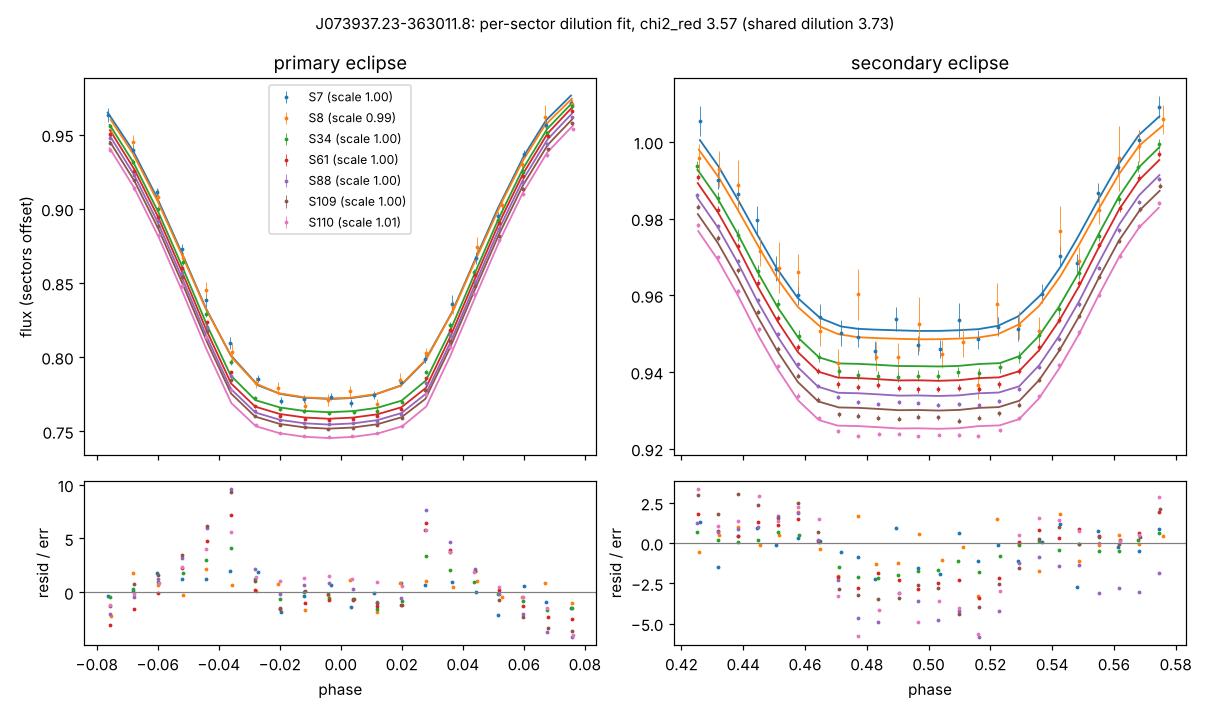 J073937.23-363011.8: per-sector dilution fit, chi2_red 3.57 (shared dilution 3.73)
primary eclipse
secondary eclipse
S7 (scale 1.00)
S8 (scale 0.99)
S34 (scale 1.00)
S61 (scale 1.00)
S88 (scale 1.00)
S109 (scale 1.00)
S110 (scale 1.01)
flux (sectors offset)
0.95
0.90
0.85
0.80
0.75
1.00
0.98
0.96
0.94
0.92
resid / err
10
5
0
−0.08 −0.06 −0.04 −0.02 0.00 0.02 0.04 0.06 0.08
phase
resid / err
2.5
0.0
−2.5
−5.0
0.42 0.44 0.46 0.48 0.50 0.52 0.54 0.56 0.58
phase